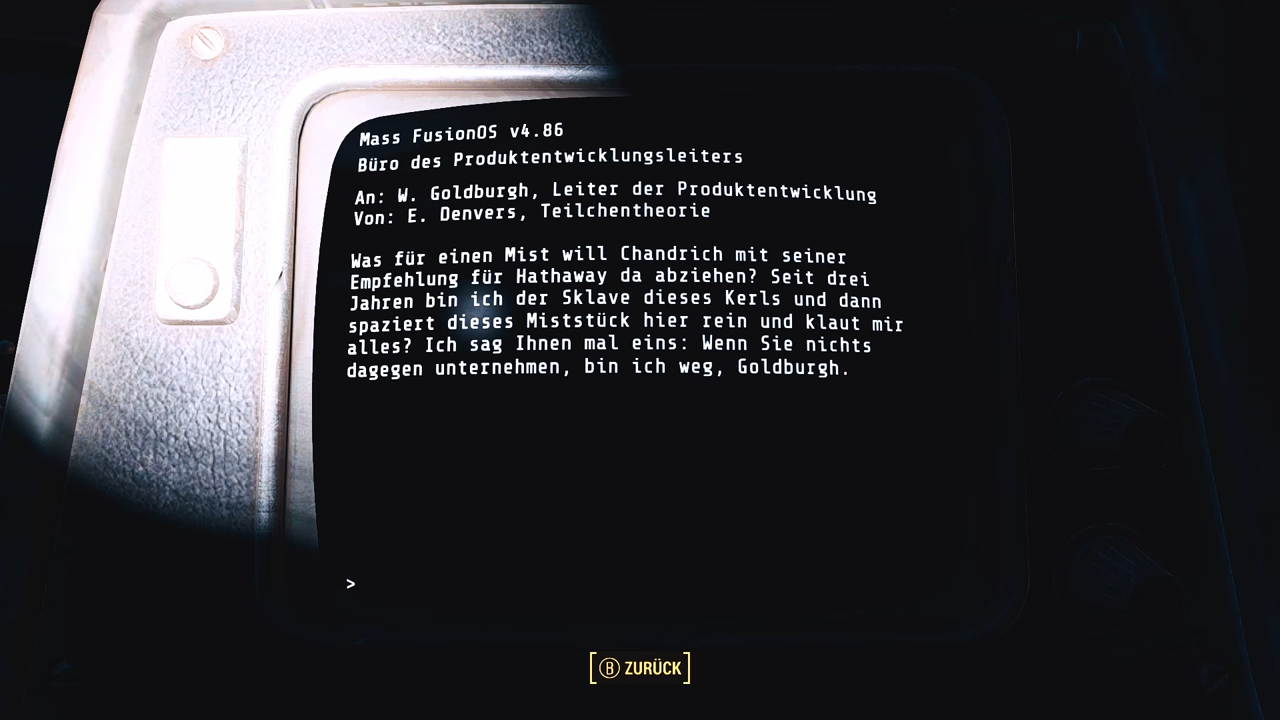 Mass FusionOS v4.86
Büro des Produktentwicklungsleiters
An: W. Goldburgh, Leiter der Produktentwicklung
Von: E. Denvers, Teilchentheorie
Was für einen Mist will Chandrich mit seiner
Empfehlung für Hathaway da abziehen? Seit drei
Jahren bin ich der Sklave dieses Kerls und dann
spaziert dieses Miststück hier rein und klaut mir
alles? Ich sag Ihnen mal eins: Wenn Sie nichts
dagegen unternehmen, bin ich weg, Goldburgh.
>
[Ⓑ ZURÜCK]